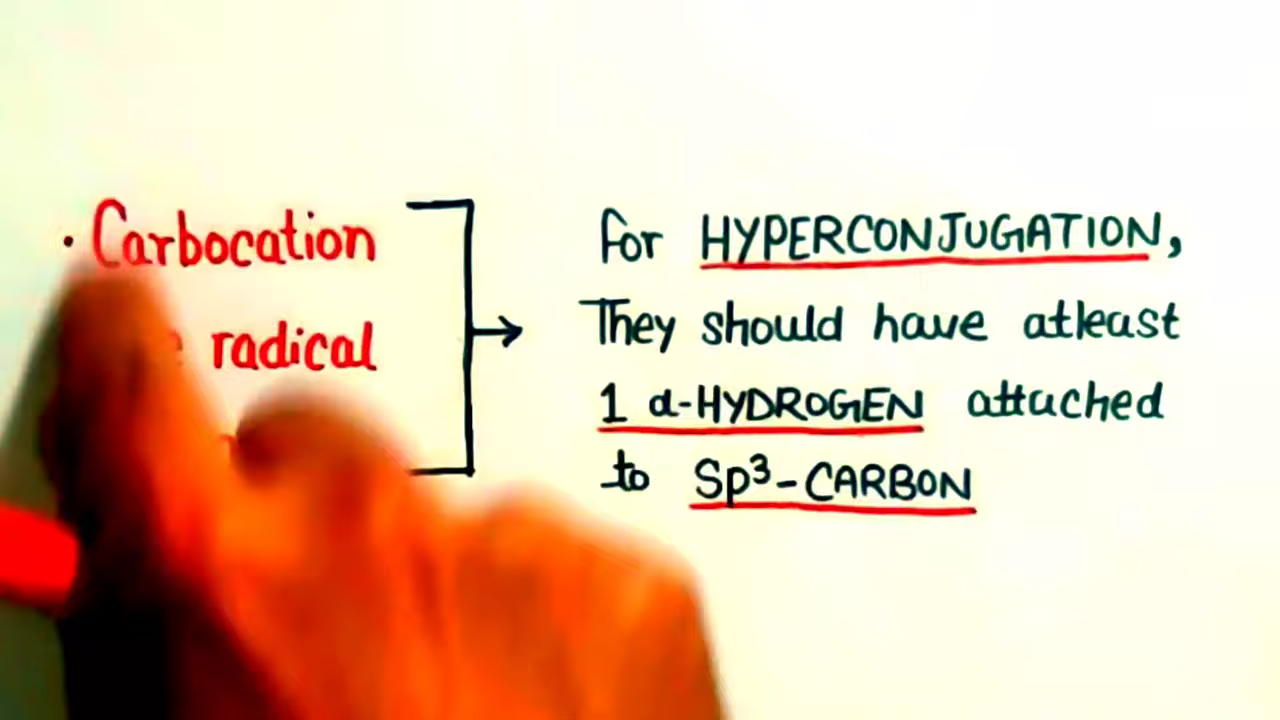 · Carbocation
radical
for HYPERCONJUGATION,
They should have atleast
1 α-HYDROGEN attached
to Sp³-CARBON